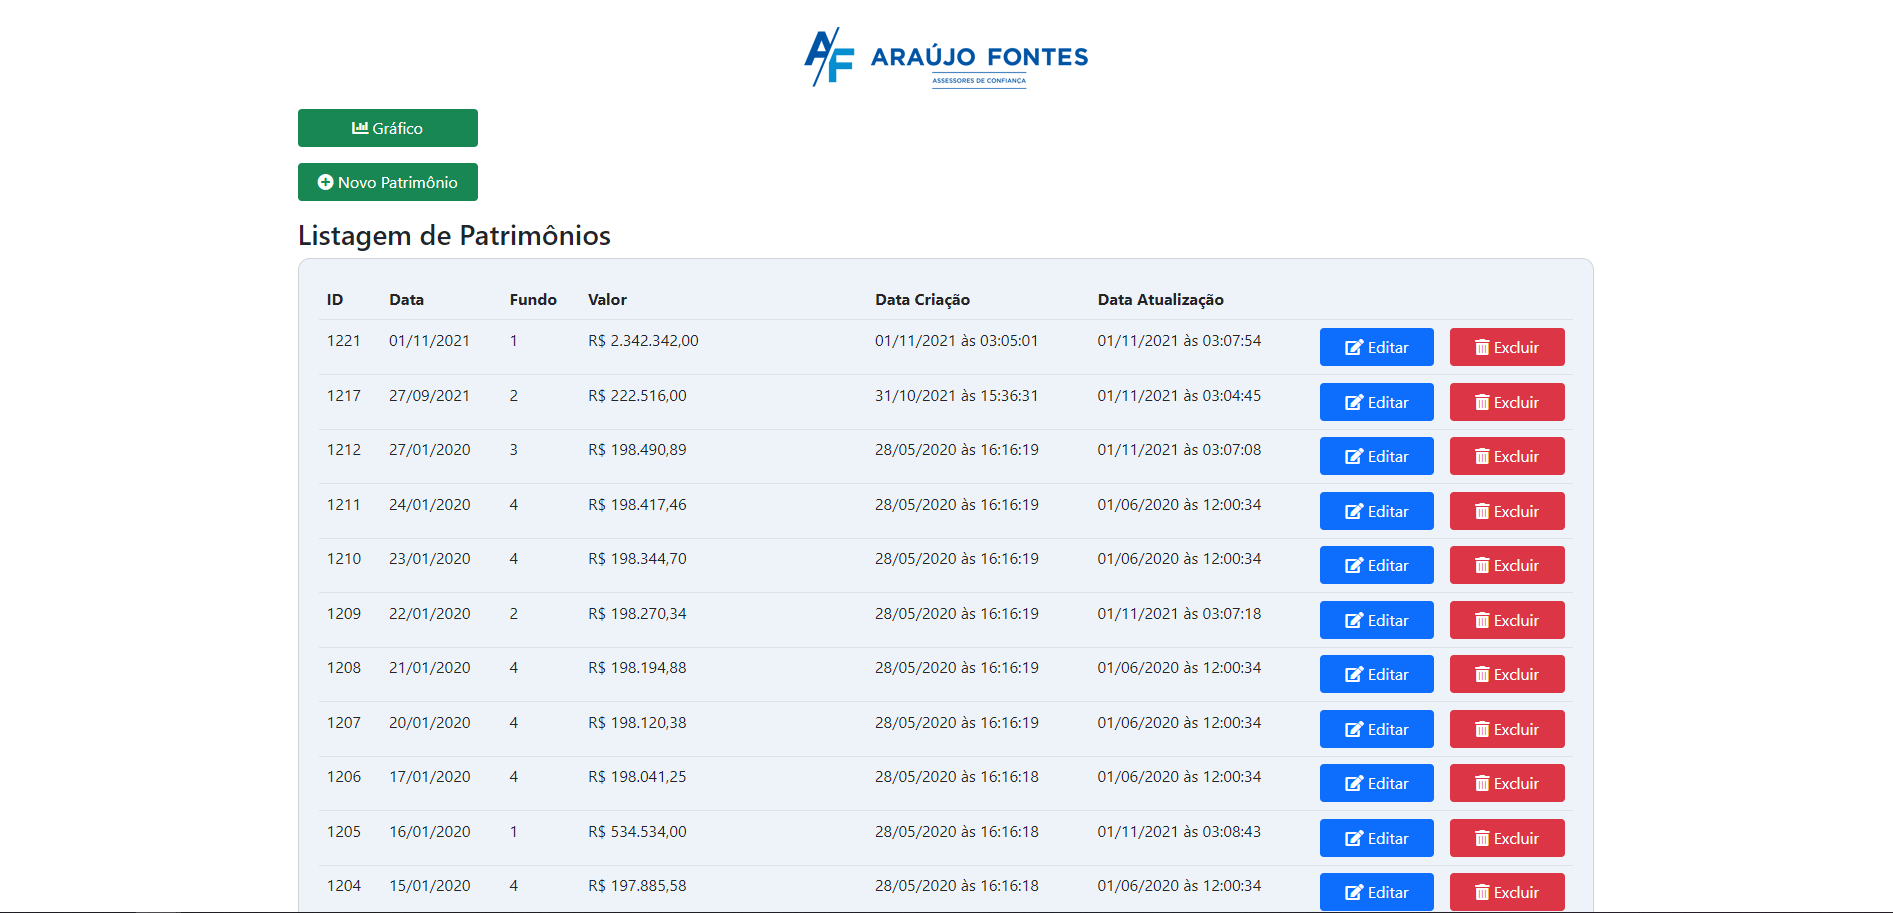 A/F ARAÚJO FONTES
ASSESSORES DE CONFIANÇA
Gráfico
Novo Patrimônio
Listagem de Patrimônios
ID Data Fundo Valor Data Criação Data Atualização
1221 01/11/2021 1 R$ 2.342.342,00 01/11/2021 às 03:05:01 01/11/2021 às 03:07:54 Editar Excluir
1217 27/09/2021 2 R$ 222.516,00 31/10/2021 às 15:36:31 01/11/2021 às 03:04:45 Editar Excluir
1212 27/01/2020 3 R$ 198.490,89 28/05/2020 às 16:16:19 01/11/2021 às 03:07:08 Editar Excluir
1211 24/01/2020 4 R$ 198.417,46 28/05/2020 às 16:16:19 01/06/2020 às 12:00:34 Editar Excluir
1210 23/01/2020 4 R$ 198.344,70 28/05/2020 às 16:16:19 01/06/2020 às 12:00:34 Editar Excluir
1209 22/01/2020 2 R$ 198.270,34 28/05/2020 às 16:16:19 01/11/2021 às 03:07:18 Editar Excluir
1208 21/01/2020 4 R$ 198.194,88 28/05/2020 às 16:16:19 01/06/2020 às 12:00:34 Editar Excluir
1207 20/01/2020 4 R$ 198.120,38 28/05/2020 às 16:16:19 01/06/2020 às 12:00:34 Editar Excluir
1206 17/01/2020 4 R$ 198.041,25 28/05/2020 às 16:16:18 01/06/2020 às 12:00:34 Editar Excluir
1205 16/01/2020 1 R$ 534.534,00 28/05/2020 às 16:16:18 01/11/2021 às 03:08:43 Editar Excluir
1204 15/01/2020 4 R$ 197.885,58 28/05/2020 às 16:16:18 01/06/2020 às 12:00:34 Editar Excluir